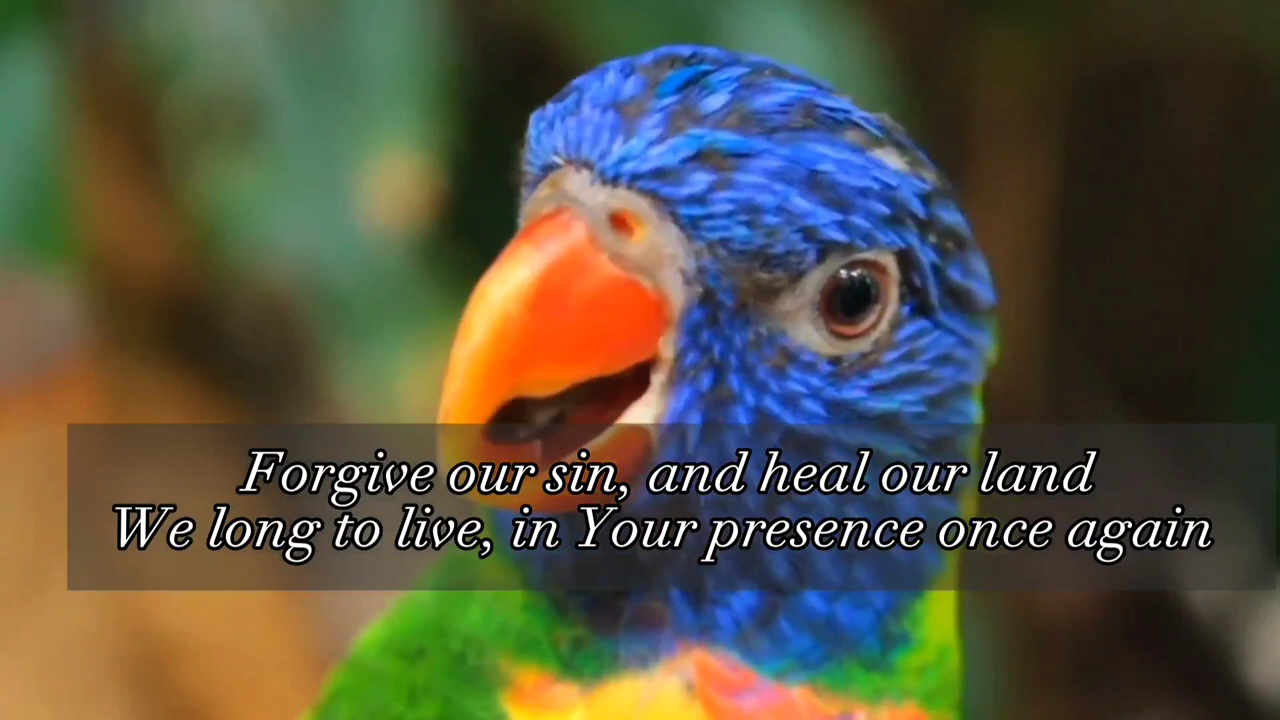 Forgive our sin, and heal our land
We long to live, in Your presence once again